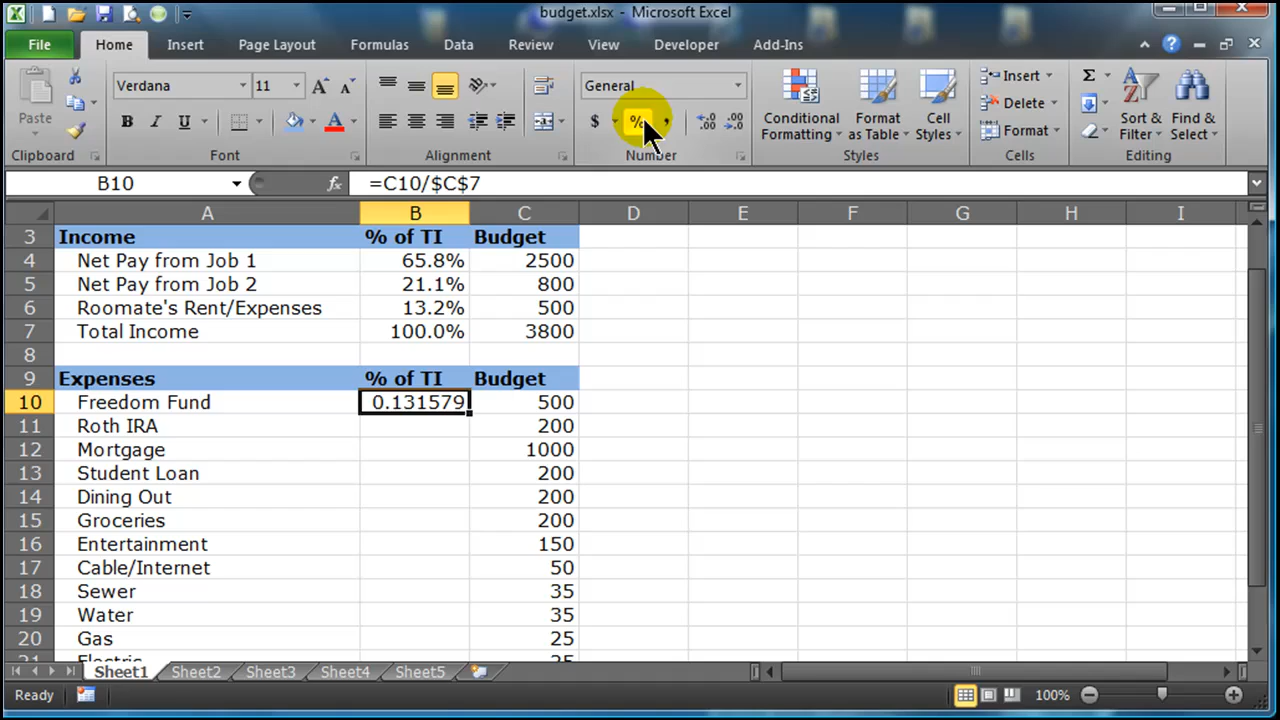 budget.xlsx - Microsoft Excel
File Home Insert Page Layout Formulas Data Review View Developer Add-Ins
Verdana 11 General Insert Σ
Paste B I U A $ % , .00 .0 Conditional Formatting Format as Table Cell Styles Delete Format Sort & Filter Find & Select
Clipboard Font Alignment Number Styles Cells Editing
B10 fx =C10/$C$7
A B C D E F G H I
3 Income % of TI Budget
4 Net Pay from Job 1 65.8% 2500
5 Net Pay from Job 2 21.1% 800
6 Roomate's Rent/Expenses 13.2% 500
7 Total Income 100.0% 3800
8
9 Expenses % of TI Budget
10 Freedom Fund 0.131579 500
11 Roth IRA 200
12 Mortgage 1000
13 Student Loan 200
14 Dining Out 200
15 Groceries 200
16 Entertainment 150
17 Cable/Internet 50
18 Sewer 35
19 Water 35
20 Gas 25
21 Electric 25
Sheet1 Sheet2 Sheet3 Sheet4 Sheet5
Ready 100%